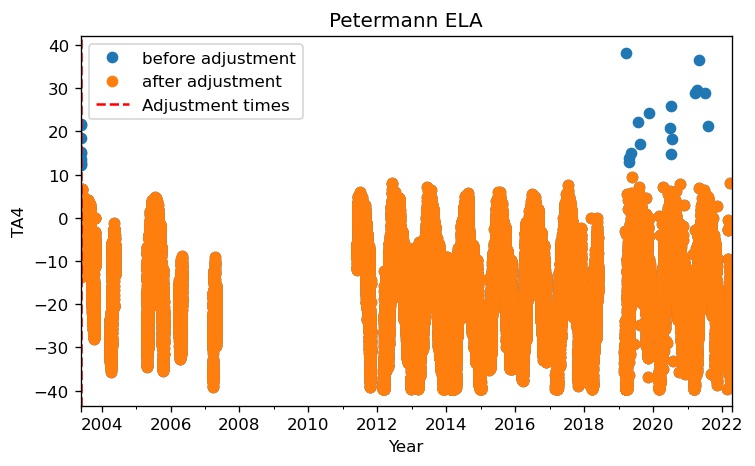 Petermann ELA
before adjustment
after adjustment
Adjustment times
TA4
40
30
20
10
0
−10
−20
−30
−40
2004 2006 2008 2010 2012 2014 2016 2018 2020 2022
Year